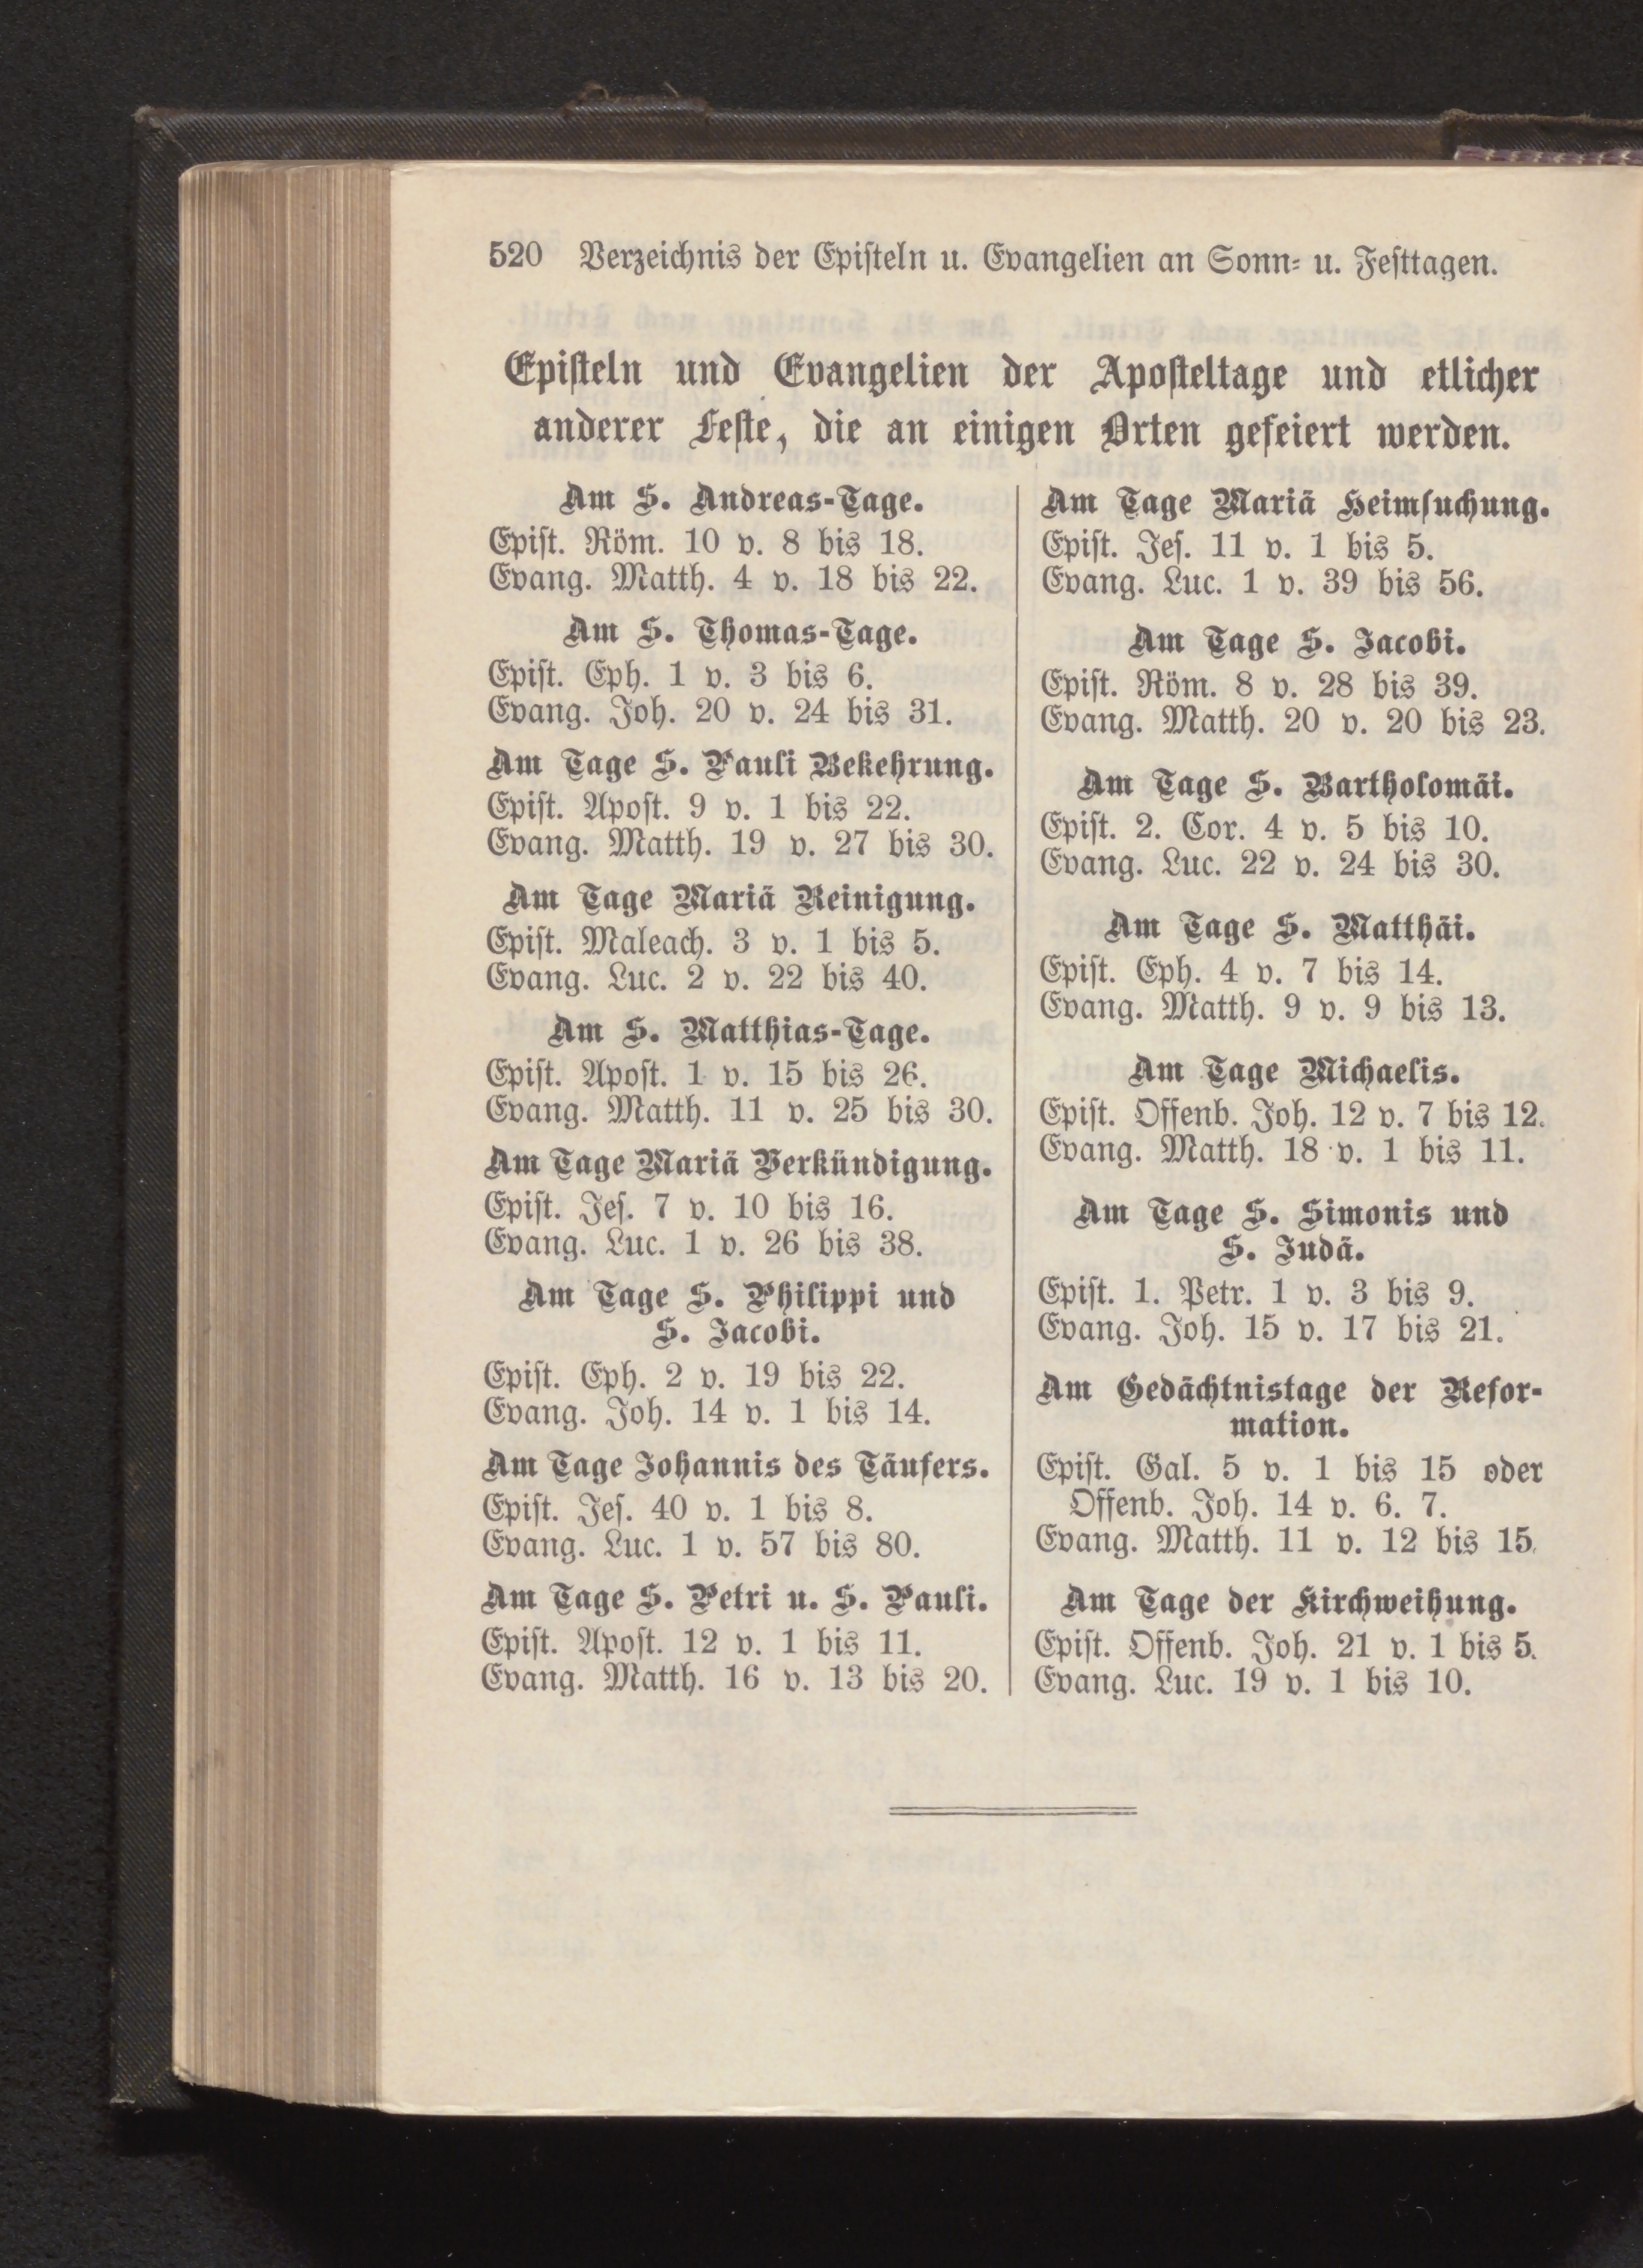 520 Verzeichnis der Episteln u. Evangelien an Sonn- u. Festtagen.
Episteln und Evangelien der Aposteltage und etlicher
anderer Feste, die an einigen Orten gefeiert werden.
Am S. Andreas-Tage.
Epist. Röm. 10 v. 8 bis 18.
Evang. Matth. 4 v. 18 bis 22.
Am S. Thomas-Tage.
Epist. Eph. 1 v. 3 bis 6.
Evang. Joh. 20 v. 24 bis 31.
Am Tage S. Pauli Bekehrung.
Epist. Apost. 9 v. 1 bis 22.
Evang. Matth. 19 v. 27 bis 30.
Am Tage Mariä Reinigung.
Epist. Maleach. 3 v. 1 bis 5.
Evang. Luc. 2 v. 22 bis 40.
Am S. Matthias-Tage.
Epist. Apost. 1 v. 15 bis 26.
Evang. Matth. 11 v. 25 bis 30.
Am Tage Mariä Verkündigung.
Epist. Jes. 7 v. 10 bis 16.
Evang. Luc. 1 v. 26 bis 38.
Am Tage S. Philippi und
S. Jacobi.
Epist. Eph. 2 v. 19 bis 22.
Evang. Joh. 14 v. 1 bis 14.
Am Tage Johannis des Täufers.
Epist. Jes. 40 v. 1 bis 8.
Evang. Luc. 1 v. 57 bis 80.
Am Tage S. Petri u. S. Pauli.
Epist. Apost. 12 v. 1 bis 11.
Evang. Matth. 16 v. 13 bis 20.
Am Tage Mariä Heimsuchung.
Epist. Jes. 11 v. 1 bis 5.
Evang. Luc. 1 v. 39 bis 56.
Am Tage S. Jacobi.
Epist. Röm. 8 v. 28 bis 39.
Evang. Matth. 20 v. 20 bis 23.
Am Tage S. Bartholomäi.
Epist. 2. Cor. 4 v. 5 bis 10.
Evang. Luc. 22 v. 24 bis 30.
Am Tage S. Matthäi.
Epist. Eph. 4 v. 7 bis 14.
Evang. Matth. 9 v. 9 bis 13.
Am Tage Michaelis.
Epist. Offenb. Joh. 12 v. 7 bis 12.
Evang. Matth. 18 v. 1 bis 11.
Am Tage S. Simonis und
S. Judä.
Epist. 1. Petr. 1 v. 3 bis 9.
Evang. Joh. 15 v. 17 bis 21.
Am Gedächtnistage der Refor-
mation.
Epist. Gal. 5 v. 1 bis 15 oder
Offenb. Joh. 14 v. 6. 7.
Evang. Matth. 11 v. 12 bis 15.
Am Tage der Kirchweihung.
Epist. Offenb. Joh. 21 v. 1 bis 5.
Evang. Luc. 19 v. 1 bis 10.